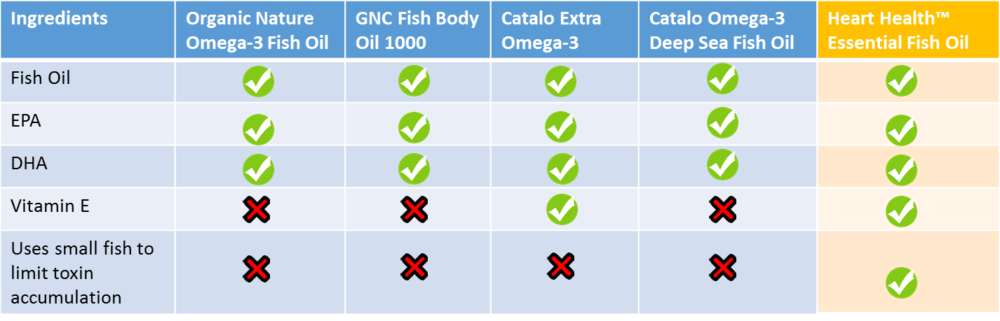 Ingredients
Organic Nature
Omega-3 Fish Oil
GNC Fish Body
Oil 1000
Catalo Extra
Omega-3
Catalo Omega-3
Deep Sea Fish Oil
Heart Health™
Essential Fish Oil
Fish Oil
EPA
DHA
Vitamin E
Uses small fish to
limit toxin
accumulation